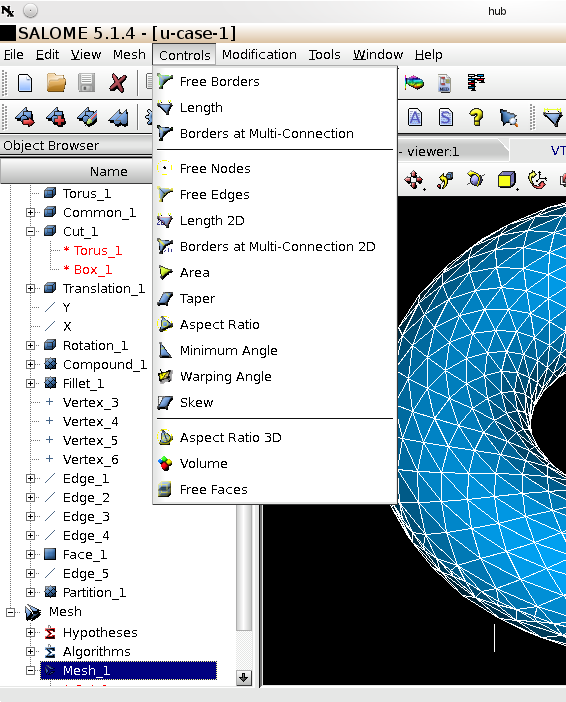 hub
SALOME 5.1.4 - [u-case-1]
File Edit View Mesh Controls Modification Tools Window Help
Free Borders
Length
Borders at Multi-Connection
Free Nodes
Free Edges
Length 2D
Borders at Multi-Connection 2D
Area
Taper
Aspect Ratio
Minimum Angle
Warping Angle
Skew
Aspect Ratio 3D
Volume
Free Faces
Object Browser
Name
Torus_1
Common_1
Cut_1
* Torus_1
* Box_1
Translation_1
Y
X
Rotation_1
Compound_1
Fillet_1
Vertex_3
Vertex_4
Vertex_5
Vertex_6
Edge_1
Edge_2
Edge_3
Edge_4
Face_1
Edge_5
Partition_1
Mesh
Hypotheses
Algorithms
Mesh_1
- viewer:1
VT